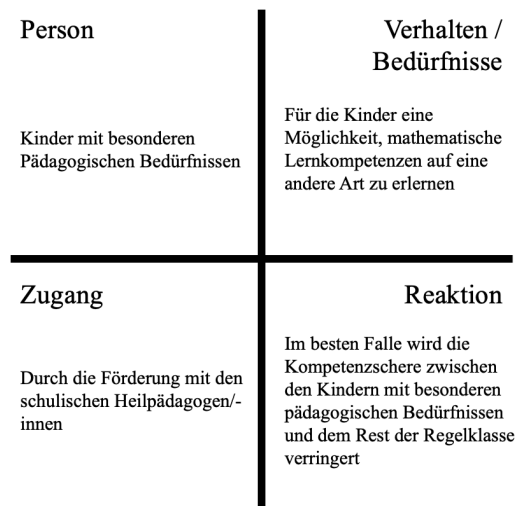 Person
Kinder mit besonderen
Pädagogischen Bedürfnissen
Verhalten /
Bedürfnisse
Für die Kinder eine
Möglichkeit, mathematische
Lernkompetenzen auf eine
andere Art zu erlernen
Zugang
Durch die Förderung mit den
schulischen Heilpädagogen/-
innen
Reaktion
Im besten Falle wird die
Kompetenzschere zwischen
den Kindern mit besonderen
pädagogischen Bedürfnissen
und dem Rest der Regelklasse
verringert